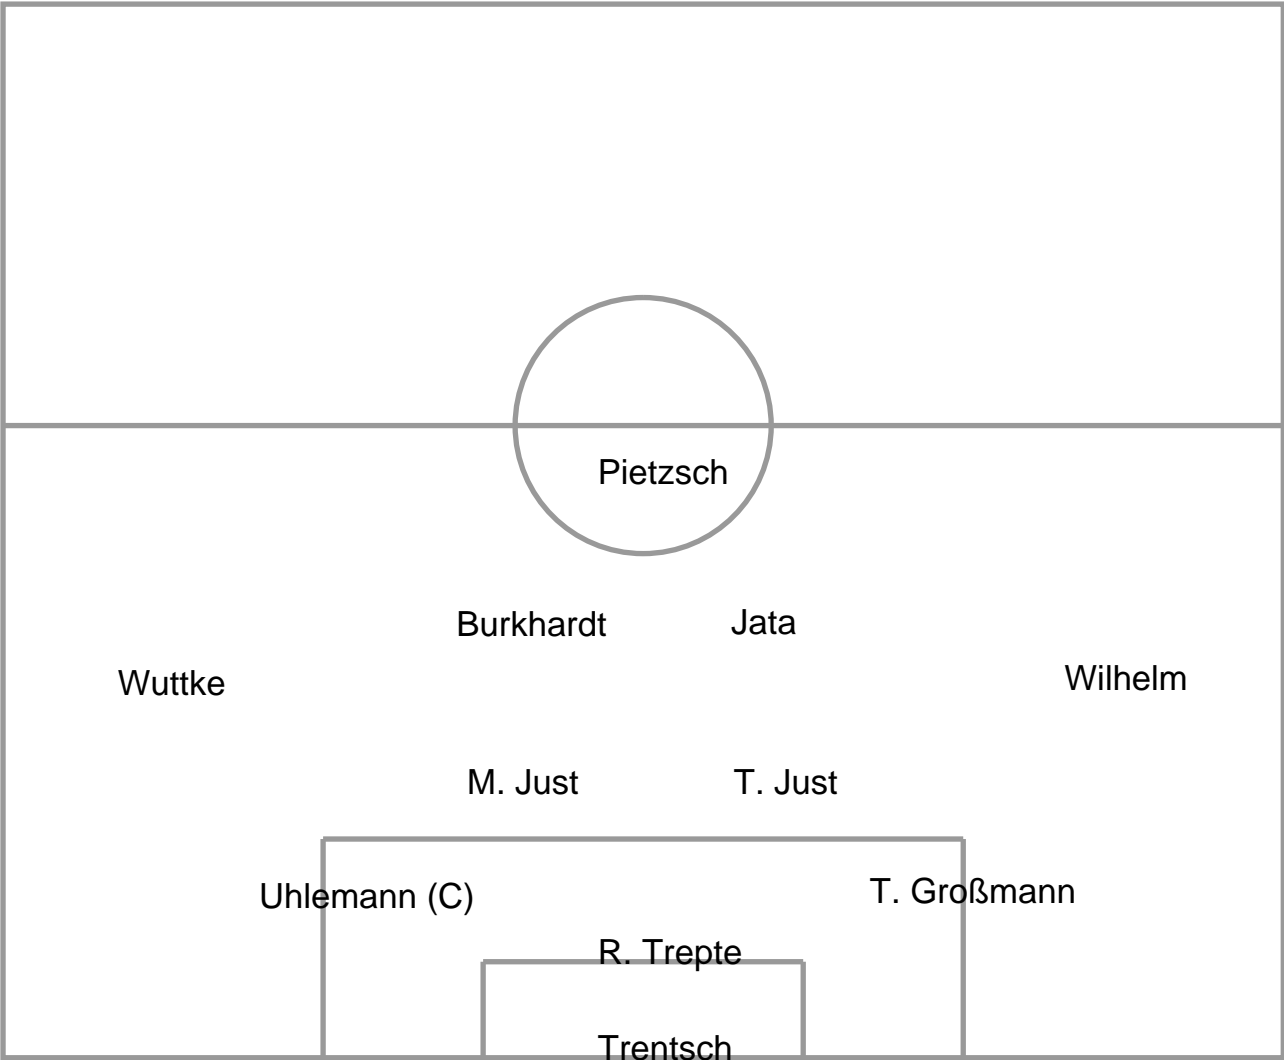 Pietzsch
Burkhardt Jata
Wuttke Wilhelm
M. Just T. Just
Uhlemann (C) T. Großmann
R. Trepte
Trentsch